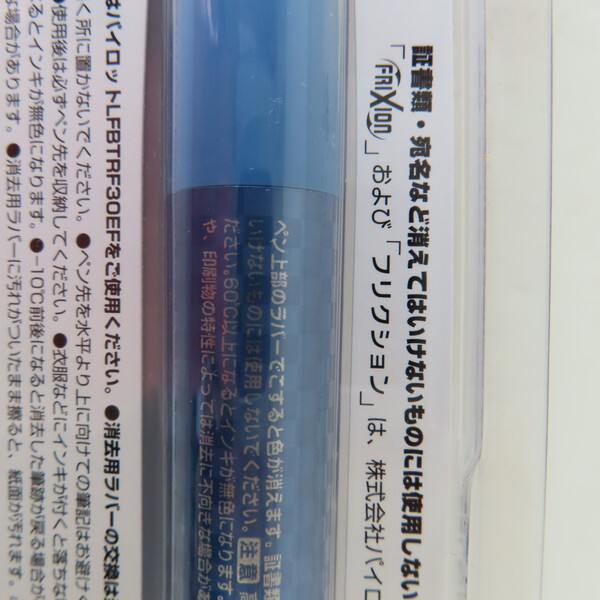 証書類・宛名など消えてはいけないものには使用しない
「FRIXION」および「フリクション」は、株式会社パイロ
ペン上部のラバーでこすると色が消えます。証書類
いけないものには使用しないでください。注意
ださい。60℃以上になるとインキが無色になります。
や、印刷物の特性によっては消去に不向きな場合が
はパイロットLFBTRF30EFをご使用ください。●消去用ラバーの交換は
く所に置かないでください。●ペン先を水平より上に向けての筆記はお避けく
●使用後は必ずペン先を収納してください。●衣服などにインキが付くと落ちな
るとインキが無色になります。●-10℃前後になると消去した筆跡が戻る場合が
な場合があります。●消去用ラバーに汚れがついたまま擦ると、紙面が汚れます。